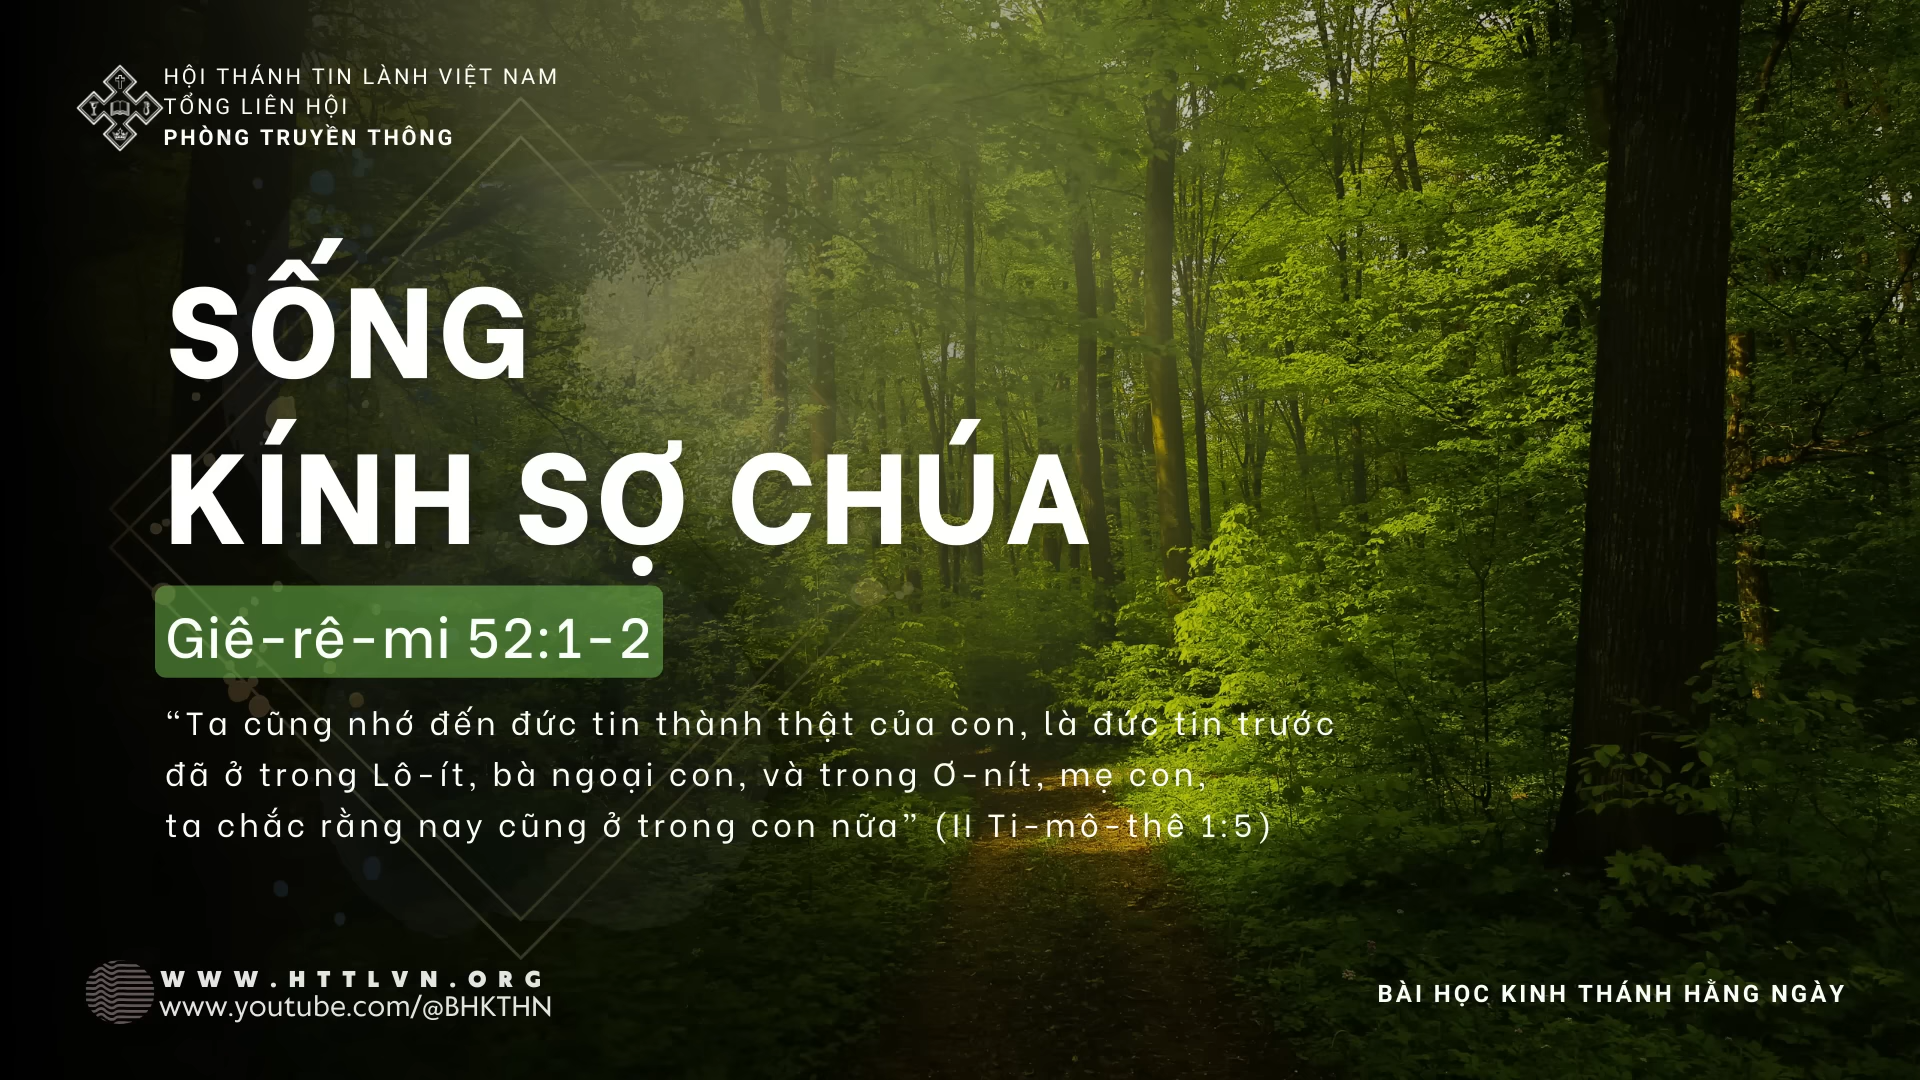 HỘI THÁNH TIN LÀNH VIỆT NAM
TỔNG LIÊN HỘI
PHÒNG TRUYỀN THÔNG
SỐNG
KÍNH SỢ CHÚA
Giê-rê-mi 52:1-2
“Ta cũng nhớ đến đức tin thành thật của con, là đức tin trước
đã ở trong Lô-ít, bà ngoại con, và trong Ơ-nít, mẹ con,
ta chắc rằng nay cũng ở trong con nữa” (II Ti-mô-thê 1:5)
WWW.HTTLVN.ORG
www.youtube.com/@BHKTHN
BÀI HỌC KINH THÁNH HẰNG NGÀY